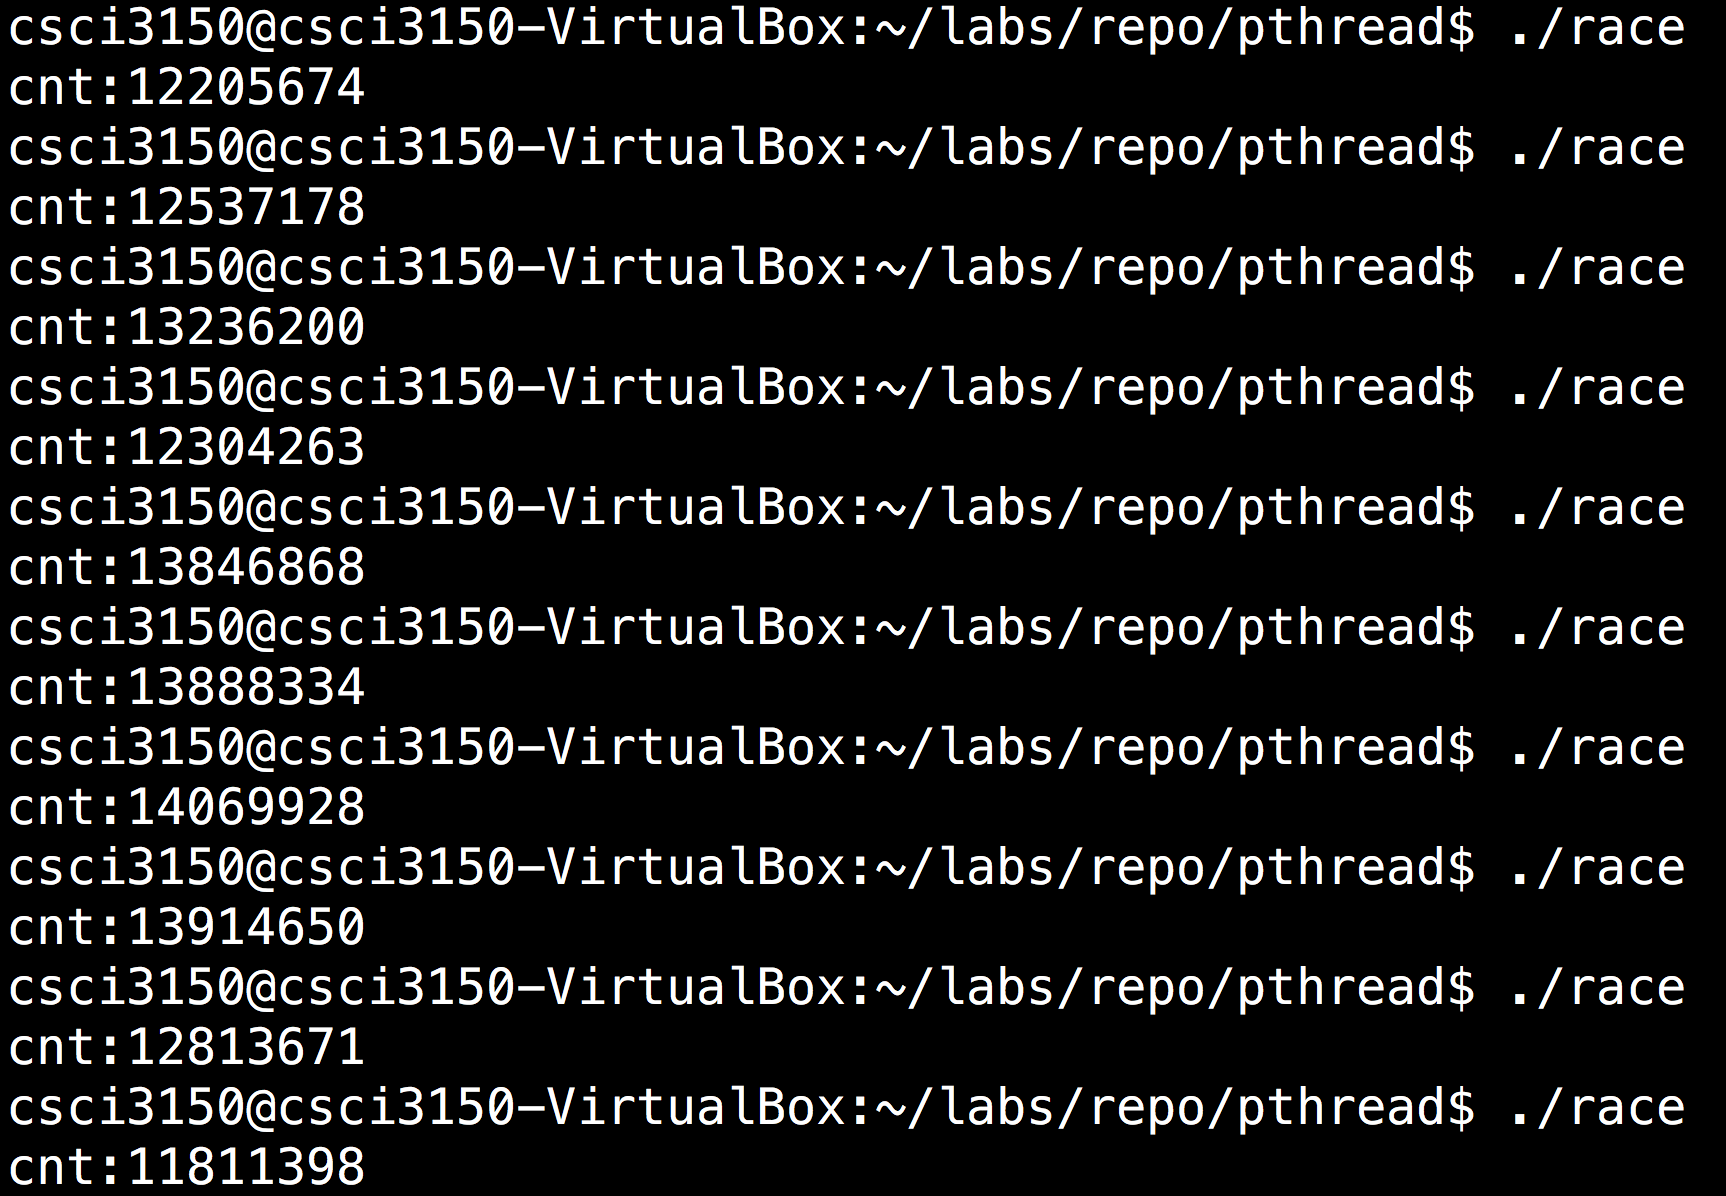 csci3150@csci3150-VirtualBox:~/labs/repo/pthread$ ./race
cnt:12205674
csci3150@csci3150-VirtualBox:~/labs/repo/pthread$ ./race
cnt:12537178
csci3150@csci3150-VirtualBox:~/labs/repo/pthread$ ./race
cnt:13236200
csci3150@csci3150-VirtualBox:~/labs/repo/pthread$ ./race
cnt:12304263
csci3150@csci3150-VirtualBox:~/labs/repo/pthread$ ./race
cnt:13846868
csci3150@csci3150-VirtualBox:~/labs/repo/pthread$ ./race
cnt:13888334
csci3150@csci3150-VirtualBox:~/labs/repo/pthread$ ./race
cnt:14069928
csci3150@csci3150-VirtualBox:~/labs/repo/pthread$ ./race
cnt:13914650
csci3150@csci3150-VirtualBox:~/labs/repo/pthread$ ./race
cnt:12813671
csci3150@csci3150-VirtualBox:~/labs/repo/pthread$ ./race
cnt:11811398